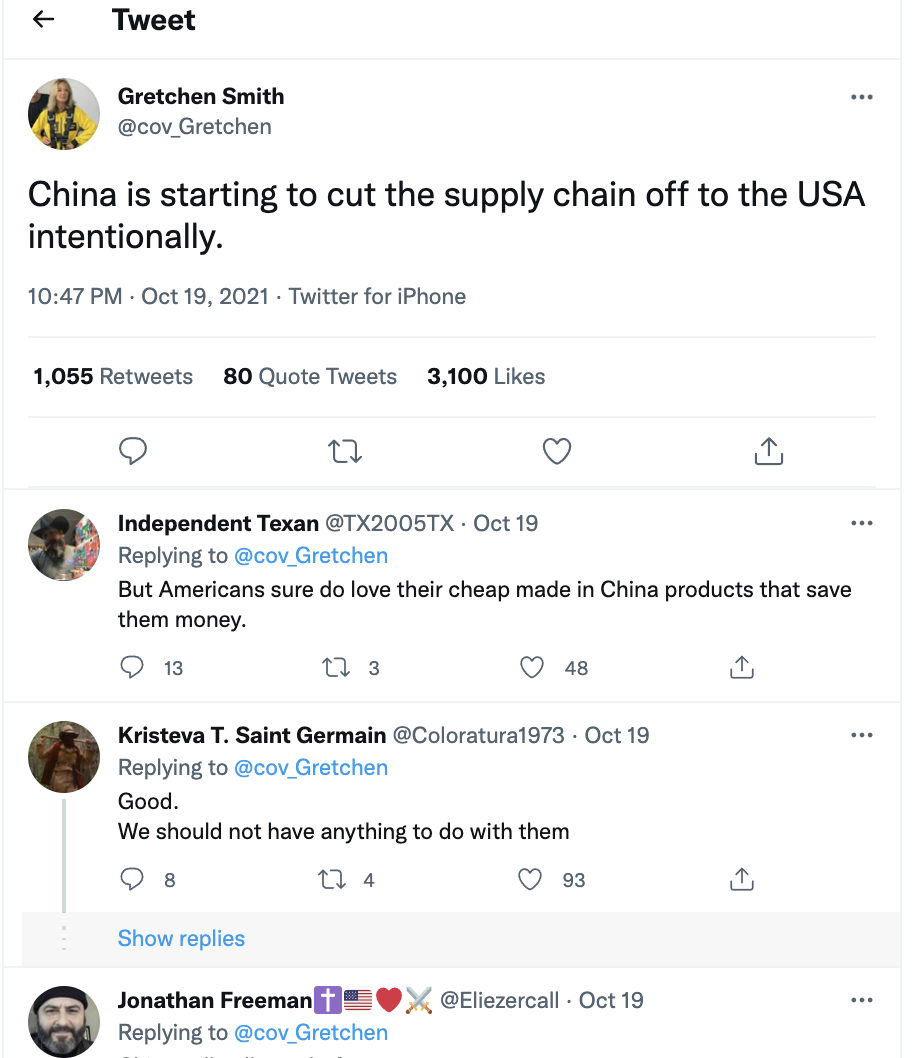 Tweet
Gretchen Smith
@cov_Gretchen
China is starting to cut the supply chain off to the USA
intentionally.
10:47 PM · Oct 19, 2021 · Twitter for iPhone
1,055 Retweets 80 Quote Tweets 3,100 Likes
Independent Texan @TX2005TX · Oct 19
Replying to @cov_Gretchen
But Americans sure do love their cheap made in China products that save
them money.
13 3 48
Kristeva T. Saint Germain @Coloratura1973 · Oct 19
Replying to @cov_Gretchen
Good.
We should not have anything to do with them
8 4 93
Show replies
Jonathan Freeman✝️🇺🇸❤️⚔️ @Eliezercall · Oct 19
Replying to @cov_Gretchen